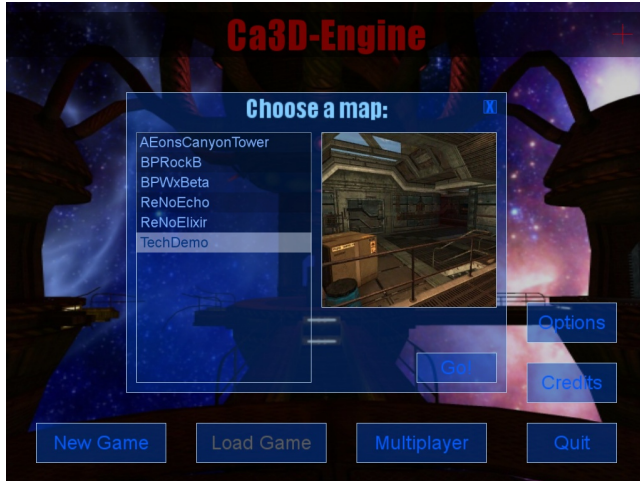 Ca3D-Engine
Choose a map:
X
AEonsCanyonTower
BPRockB
BPWxBeta
ReNoEcho
ReNoElixir
TechDemo
Go!
Options
Credits
New Game
Load Game
Multiplayer
Quit